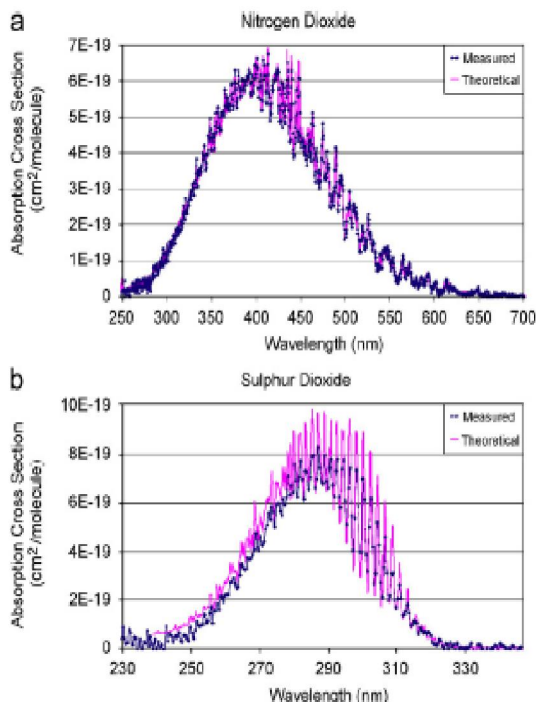 a
Nitrogen Dioxide
7E-19
6E-19
5E-19
4E-19
3E-19
2E-19
1E-19
0
Absorption Cross Section
(cm²/molecule)
Measured
Theoretical
250 300 350 400 450 500 550 600 650 700
Wavelength (nm)
b
Sulphur Dioxide
10E-19
8E-19
6E-19
4E-19
2E-19
0
Absorption Cross Section
(cm²/molecule)
Measured
Theoretical
230 250 270 290 310 330
Wavelength (nm)